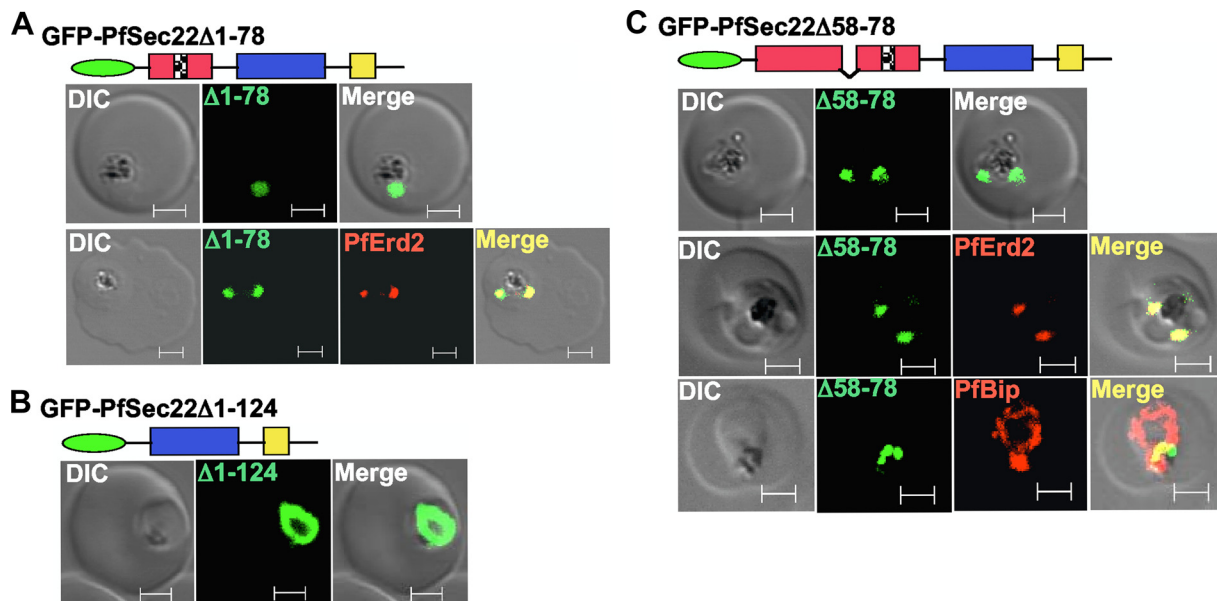 A
GFP-PfSec22Δ1-78
DIC Δ1-78 Merge
DIC Δ1-78 PfErd2 Merge
B
GFP-PfSec22Δ1-124
DIC Δ1-124 Merge
C
GFP-PfSec22Δ58-78
DIC Δ58-78 Merge
DIC Δ58-78 PfErd2 Merge
DIC Δ58-78 PfBip Merge